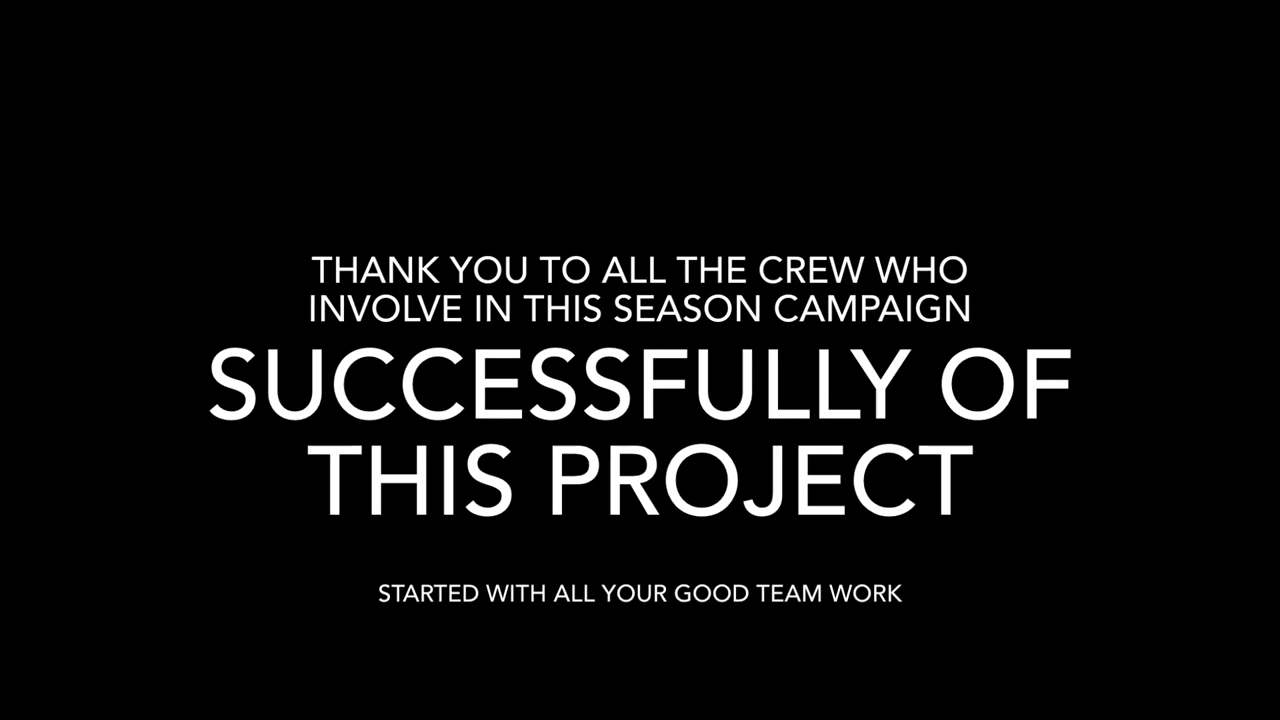 THANK YOU TO ALL THE CREW WHO
INVOLVE IN THIS SEASON CAMPAIGN
SUCCESSFULLY OF
THIS PROJECT
STARTED WITH ALL YOUR GOOD TEAM WORK